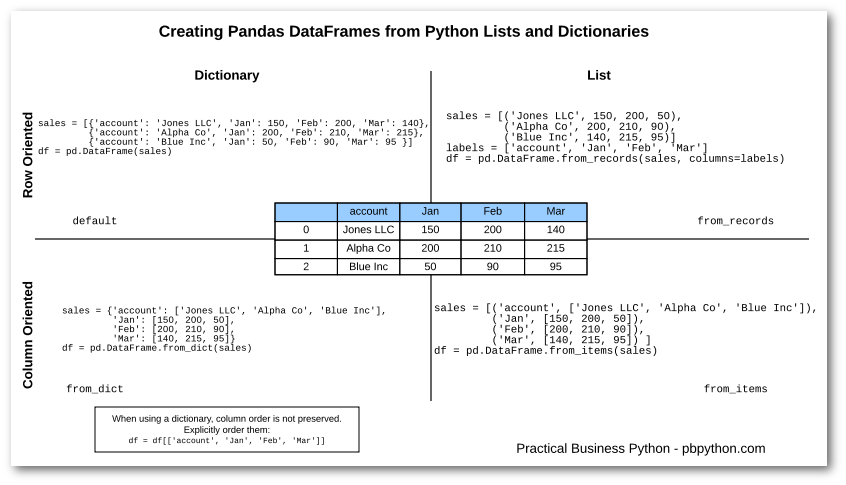 Creating Pandas DataFrames from Python Lists and Dictionaries
Dictionary
List
Row Oriented
sales = [{'account': 'Jones LLC', 'Jan': 150, 'Feb': 200, 'Mar': 140},
{'account': 'Alpha Co', 'Jan': 200, 'Feb': 210, 'Mar': 215},
{'account': 'Blue Inc', 'Jan': 50, 'Feb': 90, 'Mar': 95 }]
df = pd.DataFrame(sales)
default
sales = [('Jones LLC', 150, 200, 50),
('Alpha Co', 200, 210, 90),
('Blue Inc', 140, 215, 95)]
labels = ['account', 'Jan', 'Feb', 'Mar']
df = pd.DataFrame.from_records(sales, columns=labels)
from_records
account Jan Feb Mar
0 Jones LLC 150 200 140
1 Alpha Co 200 210 215
2 Blue Inc 50 90 95
Column Oriented
sales = {'account': ['Jones LLC', 'Alpha Co', 'Blue Inc'],
'Jan': [150, 200, 50],
'Feb': [200, 210, 90],
'Mar': [140, 215, 95]}
df = pd.DataFrame.from_dict(sales)
from_dict
sales = [('account', ['Jones LLC', 'Alpha Co', 'Blue Inc']),
('Jan', [150, 200, 50]),
('Feb', [200, 210, 90]),
('Mar', [140, 215, 95]) ]
df = pd.DataFrame.from_items(sales)
from_items
When using a dictionary, column order is not preserved.
Explicitly order them:
df = df[['account', 'Jan', 'Feb', 'Mar']]
Practical Business Python - pbpython.com